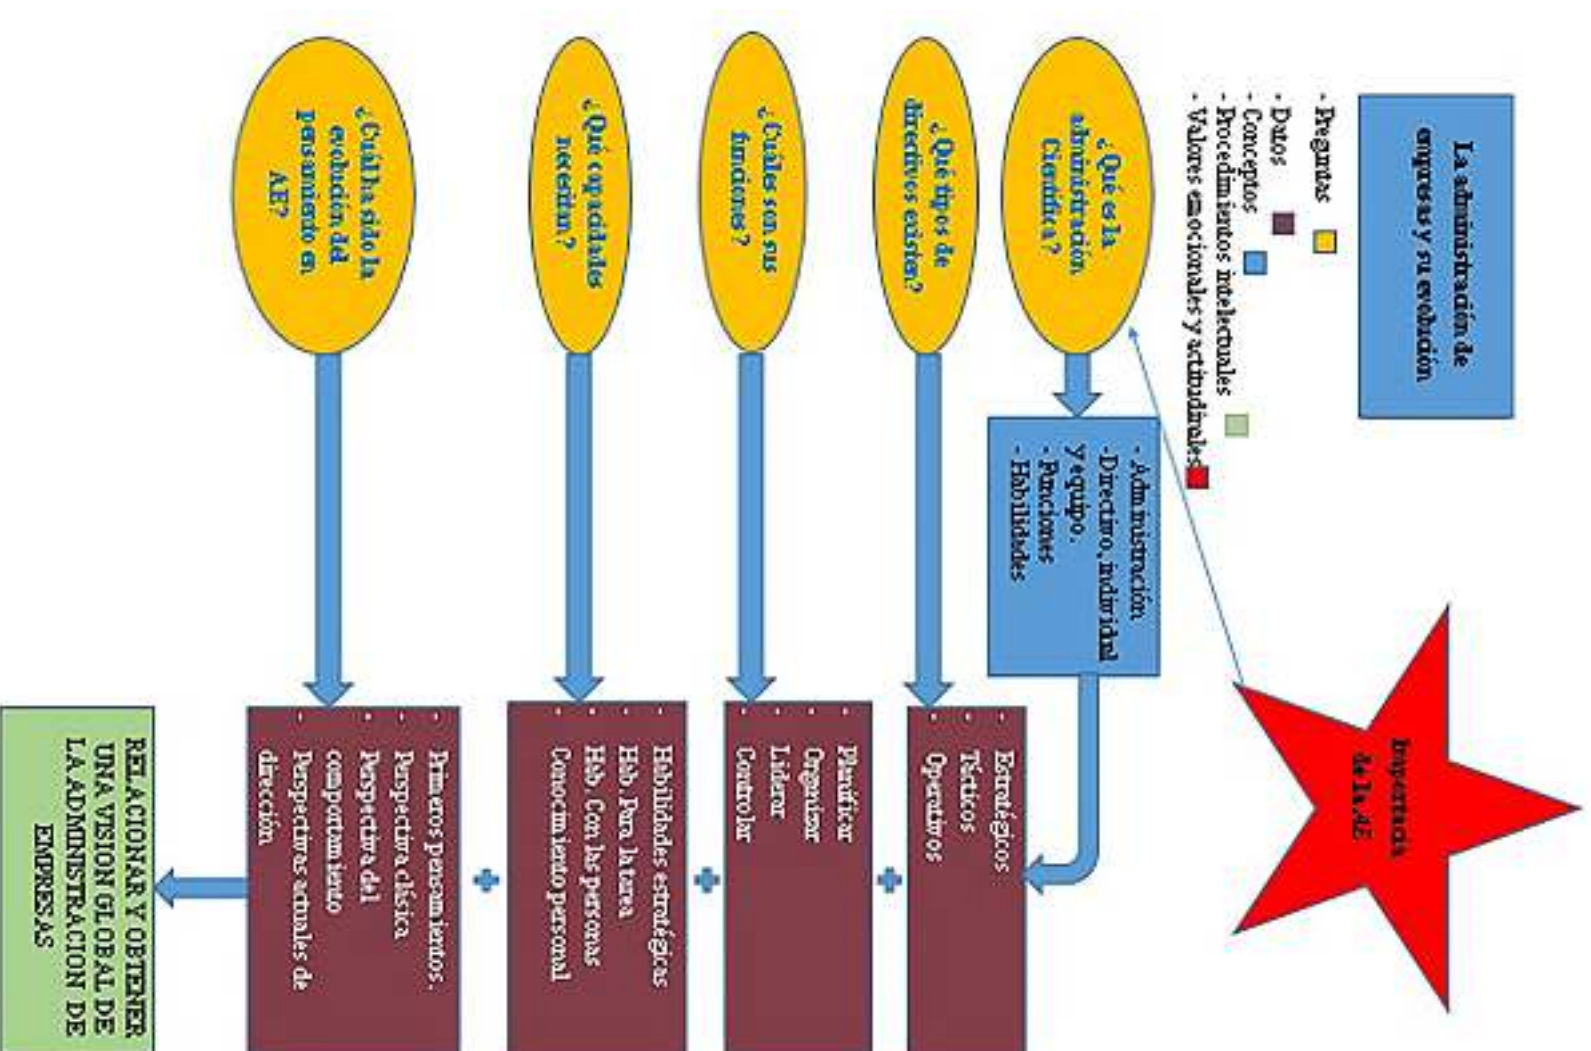 La administración de
empresas y su evolución
- Preguntas
- Datos
- Conceptos
- Procedimientos intelectuales
- Valores emocionales y actitudinales
Importacia
de la AE
¿Qué es la
administración
Científica?
- Administración
-Directivo, individual
y equipo.
- Funciones
- Habilidades
¿Qué tipos de
directivos existen?
- Estratégicos
- Técticos
- Operativos
¿Cuáles son sus
funciones?
- Planificar
- Organizar
- Liderar
- Controlar
¿Qué capacidades
necesitan?
- Habilidades estratégicas
- Hab. Para la tarea
- Hab. Con las personas
- Conocimiento personal
¿Cuál ha sido la
evolución del
pensamiento en
AE?
- Primeros pensamientos.
- Perspectiva clásica
- Perspectiva del
comportamiento
- Perspectivas actuales de
dirección
RELACIONAR Y OBTENER
UNA VISION GLOBAL DE
LA ADMINISTRACION DE
EMPRESAS